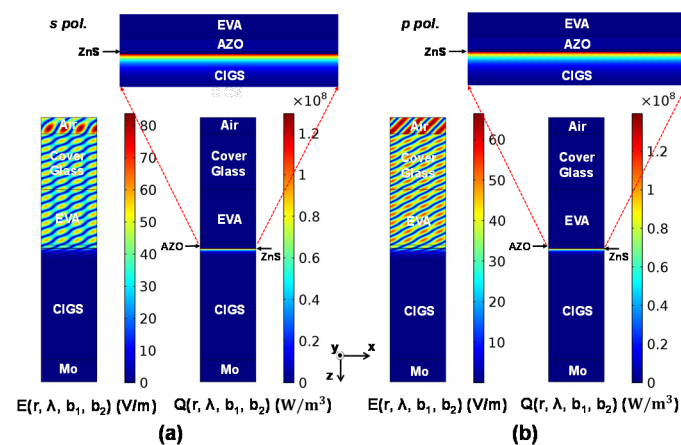 s pol.
EVA
AZO
ZnS
CIGS
p pol.
EVA
AZO
ZnS
CIGS
×10⁸
×10⁸
Air
Cover
Glass
EVA
CIGS
Mo
80
70
60
50
40
30
20
10
0
Air
Cover
Glass
EVA
AZO
ZnS
CIGS
Mo
1.2
1
0.8
0.6
0.4
0.2
0
y
x
z
Air
Cover
Glass
EVA
CIGS
Mo
60
50
40
30
20
10
Air
Cover
Glass
EVA
AZO
ZnS
CIGS
Mo
1.2
1
0.8
0.6
0.4
0.2
0
E(r, λ, b₁, b₂) (V/m)
Q(r, λ, b₁, b₂) (W/m³)
E(r, λ, b₁, b₂) (V/m)
Q(r, λ, b₁, b₂) (W/m³)
(a)
(b)